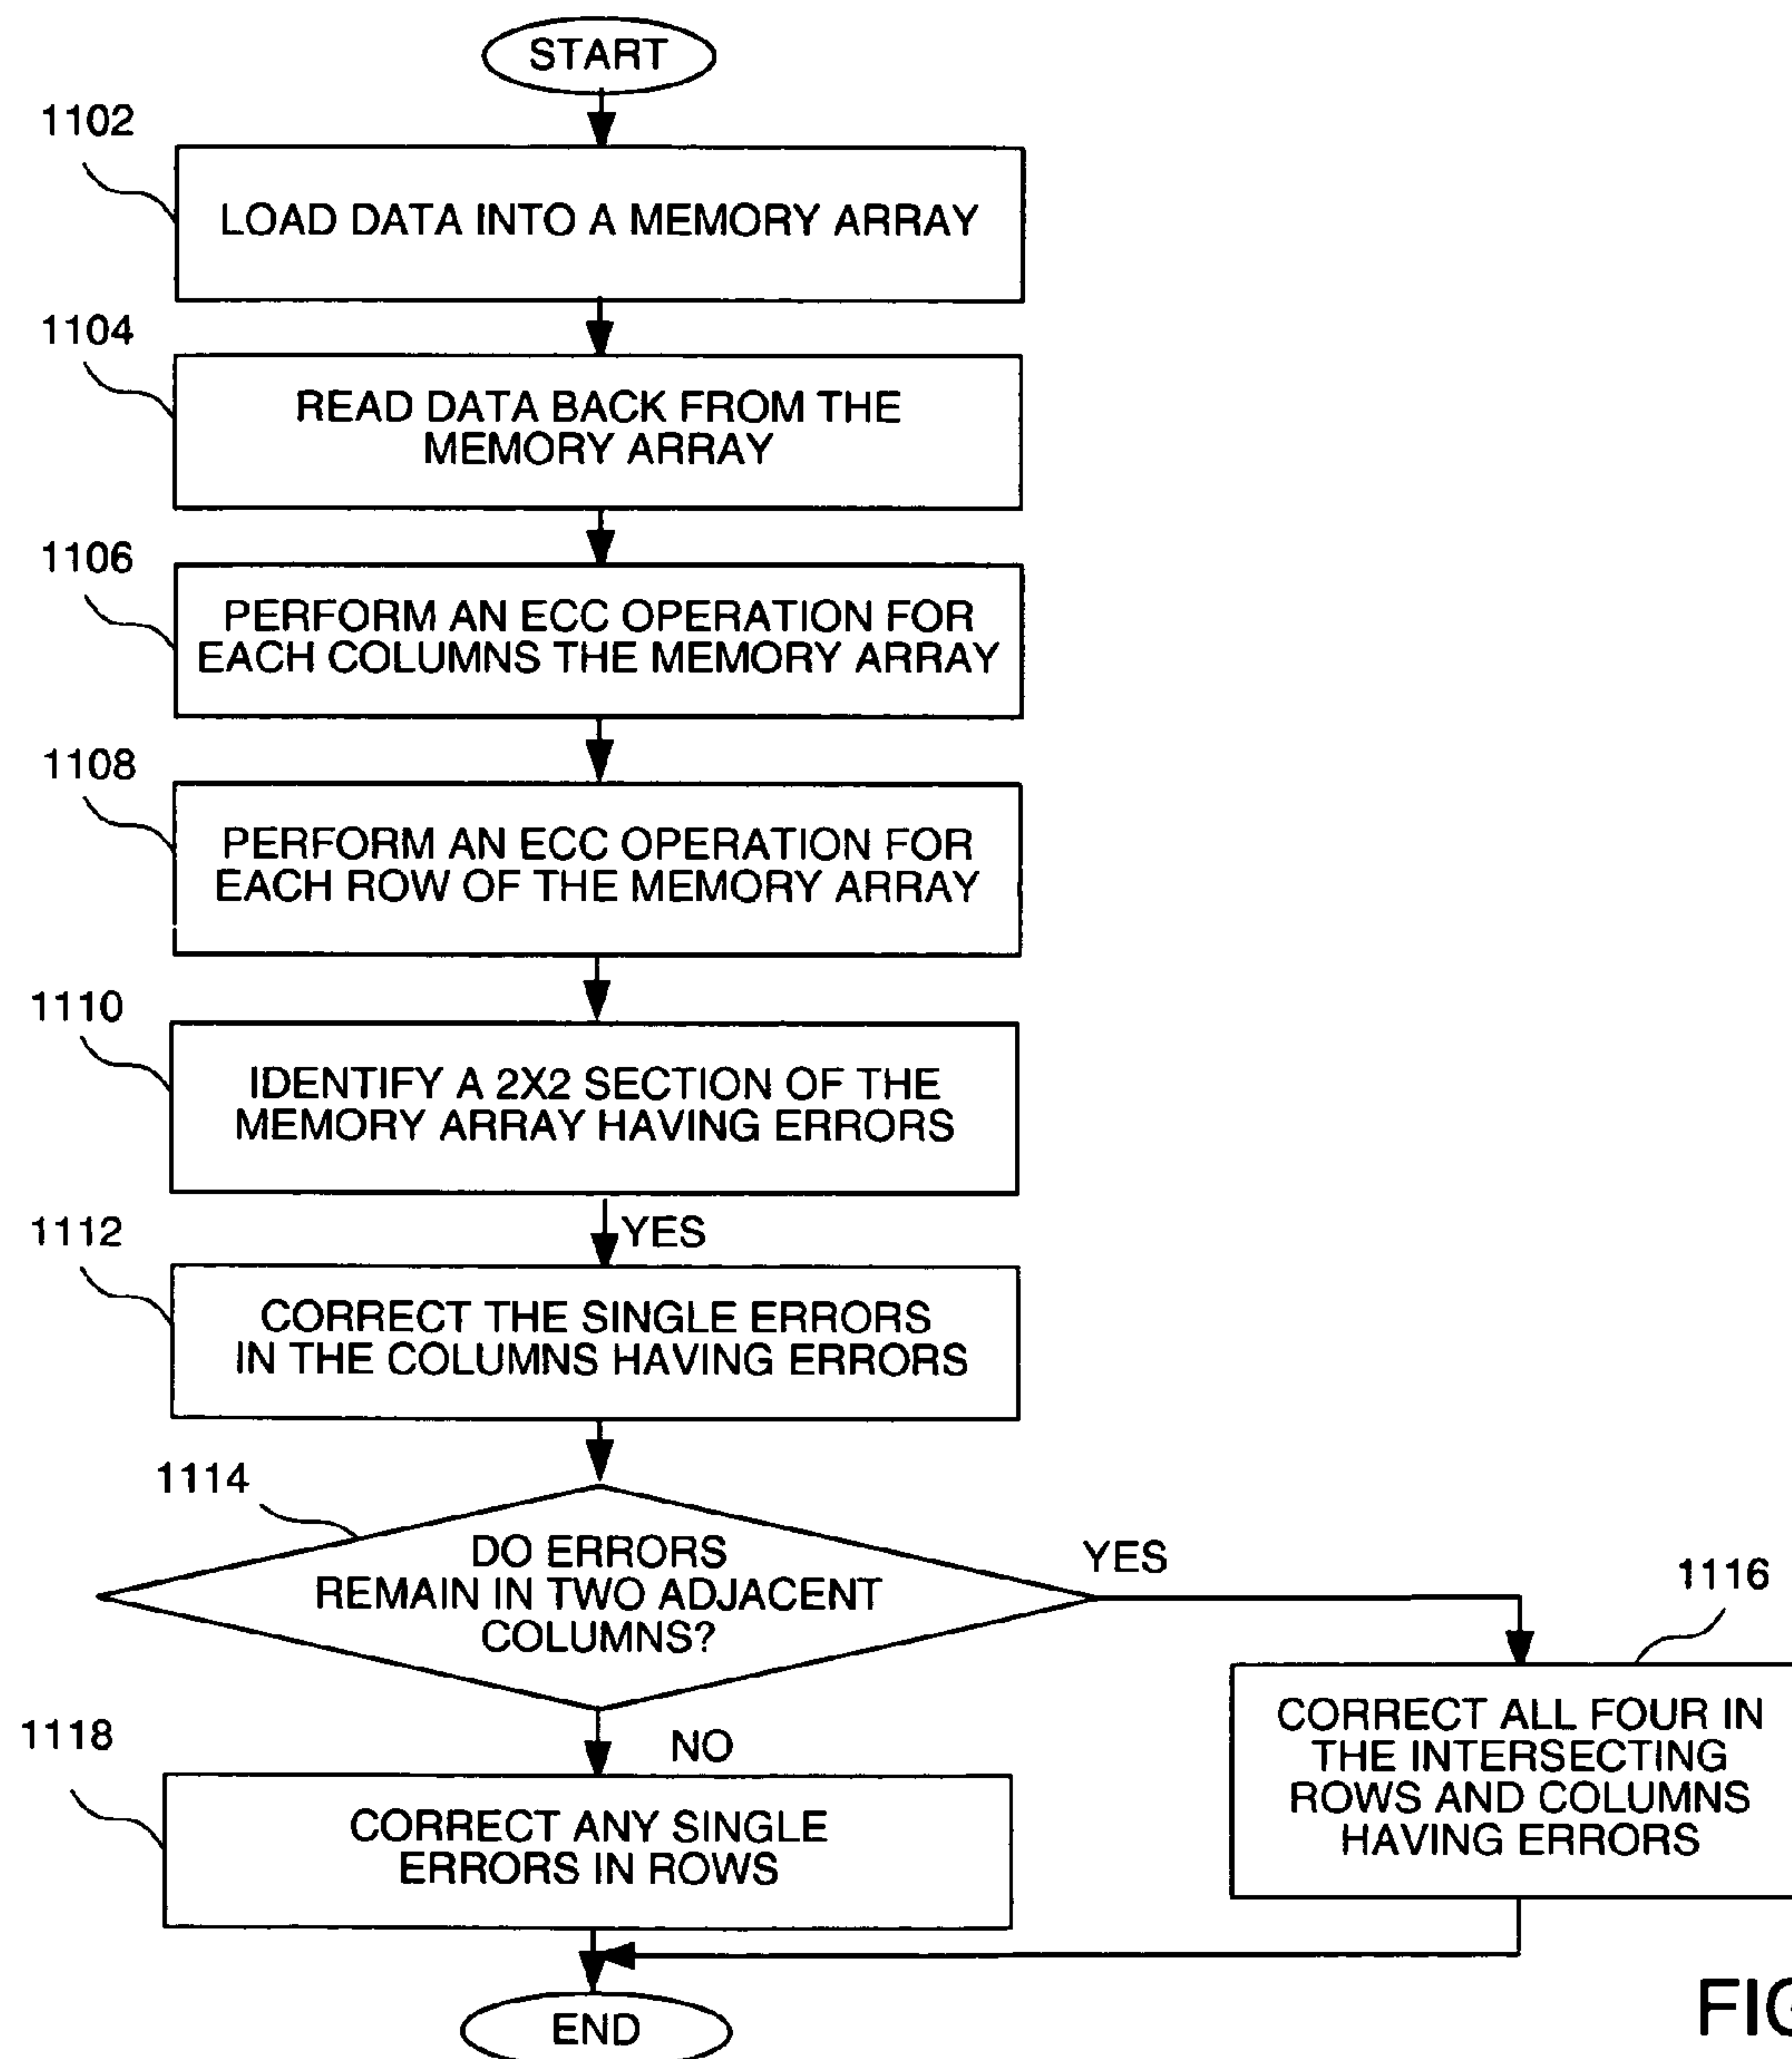 START
1102
LOAD DATA INTO A MEMORY ARRAY
1104
READ DATA BACK FROM THE
MEMORY ARRAY
1106
PERFORM AN ECC OPERATION FOR
EACH COLUMNS THE MEMORY ARRAY
1108
PERFORM AN ECC OPERATION FOR
EACH ROW OF THE MEMORY ARRAY
1110
IDENTIFY A 2X2 SECTION OF THE
MEMORY ARRAY HAVING ERRORS
YES
1112
CORRECT THE SINGLE ERRORS
IN THE COLUMNS HAVING ERRORS
1114
DO ERRORS
REMAIN IN TWO ADJACENT
COLUMNS?
YES
1116
CORRECT ALL FOUR IN
THE INTERSECTING
ROWS AND COLUMNS
HAVING ERRORS
NO
1118
CORRECT ANY SINGLE
ERRORS IN ROWS
END